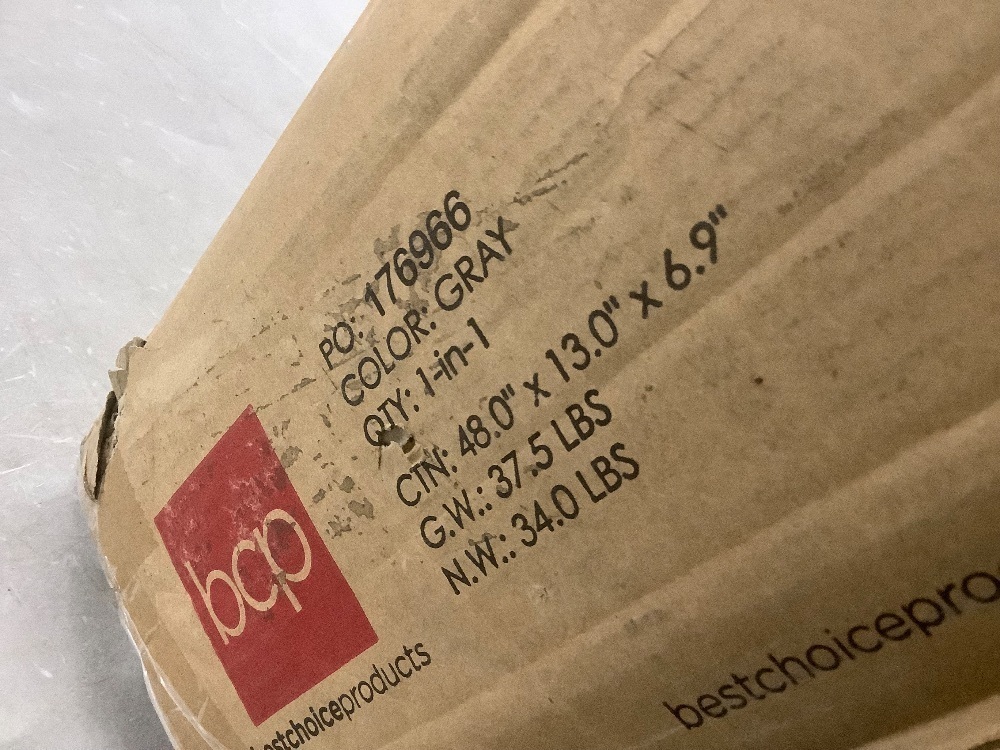 PO: 176966
COLOR: GRAY
QTY: 1-in-1
CTN: 48.0" x 13.0" x 6.9"
G.W.: 37.5 LBS
N.W.: 34.0 LBS
bcp
bestchoiceproducts
bestchoicepro